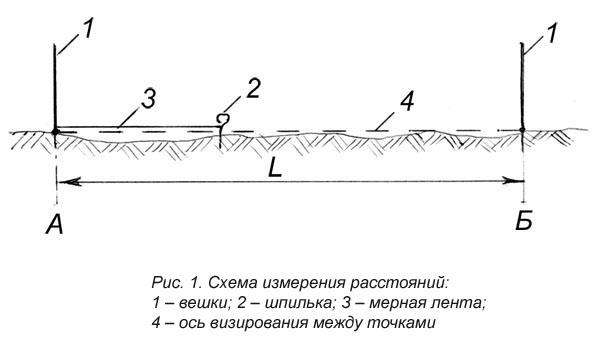 1
1
3
2
4
L
А
Б
Рис. 1. Схема измерения расстояний:
1 – вешки; 2 – шпилька; 3 – мерная лента;
4 – ось визирования между точками